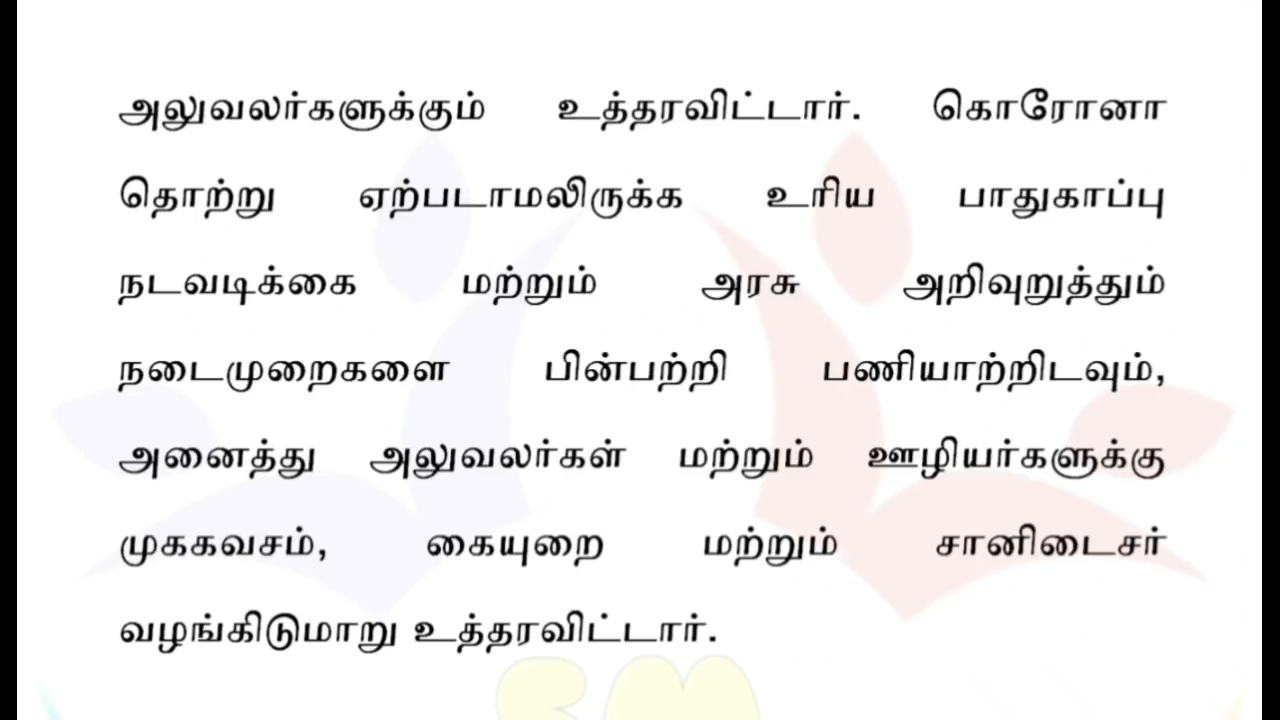 அலுவலர்களுக்கும் உத்தரவிட்டார். கொரோனா
தொற்று ஏற்படாமலிருக்க உரிய பாதுகாப்பு
நடவடிக்கை மற்றும் அரசு அறிவுறுத்தும்
நடைமுறைகளை பின்பற்றி பணியாற்றிடவும்,
அனைத்து அலுவலர்கள் மற்றும் ஊழியர்களுக்கு
முககவசம், கையுறை மற்றும் சானிடைசர்
வழங்கிடுமாறு உத்தரவிட்டார்.